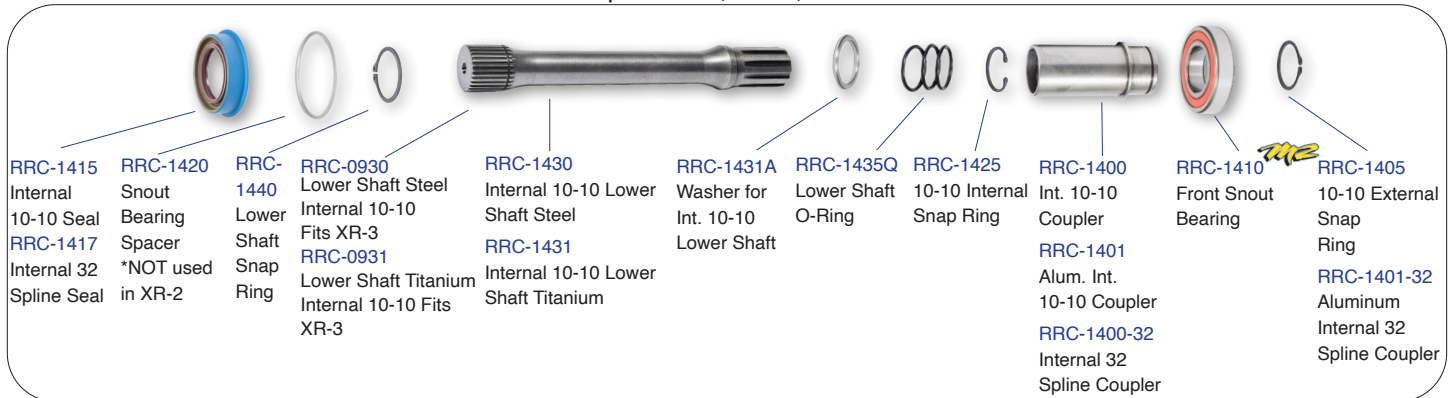 RRC-1415
Internal
10-10 Seal
RRC-1417
Internal 32
Spline Seal
RRC-1420
Snout
Bearing
Spacer
*NOT used
in XR-2
RRC-
1440
Lower
Shaft
Snap
Ring
RRC-0930
Lower Shaft Steel
Internal 10-10
Fits XR-3
RRC-0931
Lower Shaft Titanium
Internal 10-10 Fits
XR-3
RRC-1430
Internal 10-10 Lower
Shaft Steel
RRC-1431
Internal 10-10 Lower
Shaft Titanium
RRC-1431A
Washer for
Int. 10-10
Lower Shaft
RRC-1435Q
Lower Shaft
O-Ring
RRC-1425
10-10 Internal
Snap Ring
RRC-1400
Int. 10-10
Coupler
RRC-1401
Alum. Int.
10-10 Coupler
RRC-1400-32
Internal 32
Spline Coupler
RRC-1410
Front Snout
Bearing
RRC-1405
10-10 External
Snap
Ring
RRC-1401-32
Aluminum
Internal 32
Spline Coupler